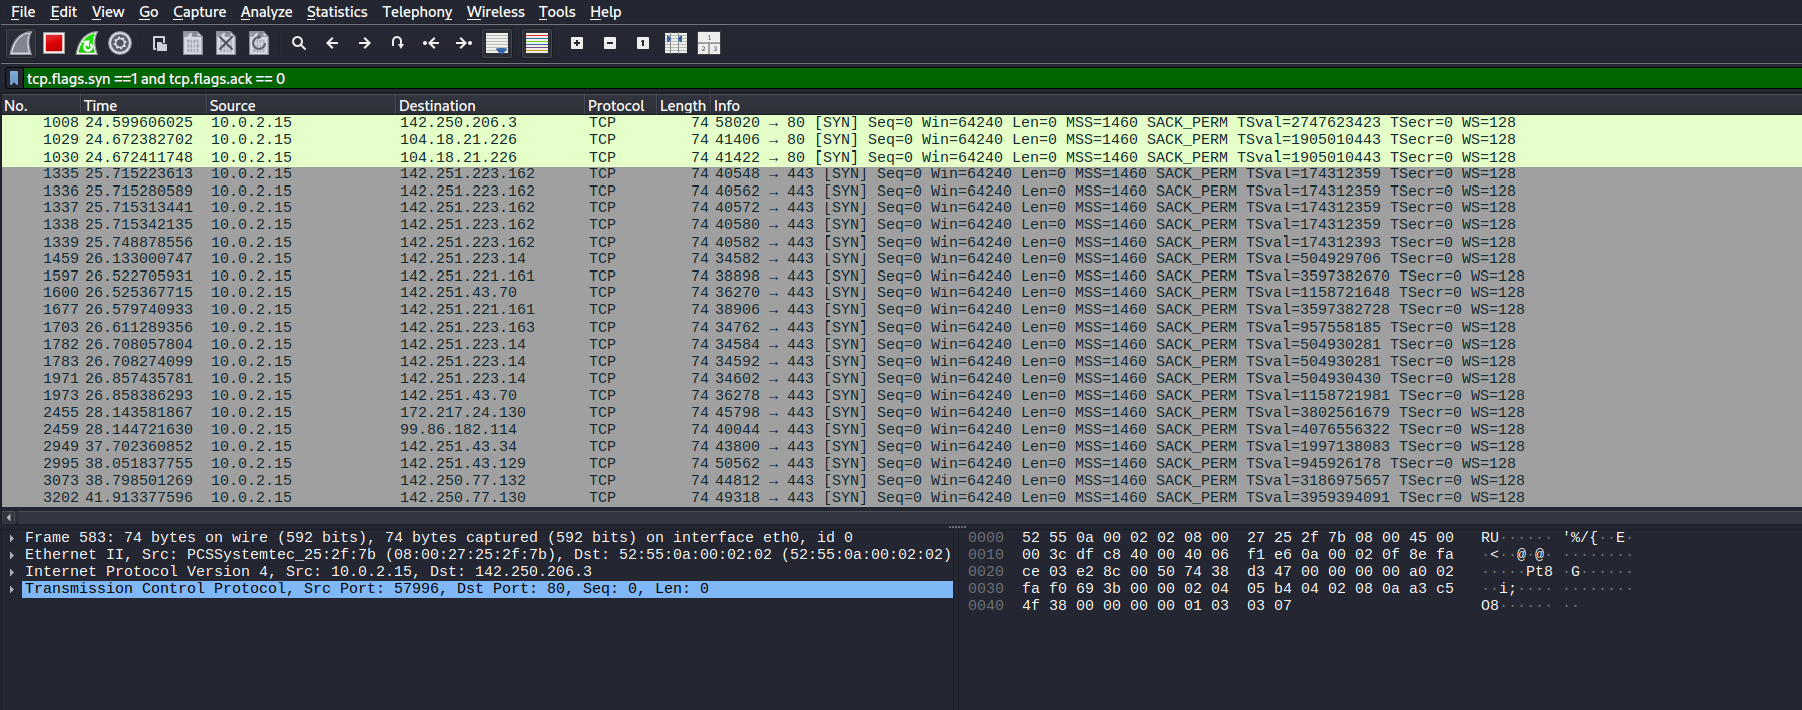 File Edit View Go Capture Analyze Statistics Telephony Wireless Tools Help
tcp.flags.syn ==1 and tcp.flags.ack == 0
No. Time Source Destination Protocol Length Info
1008 24.599606025 10.0.2.15 142.250.206.3 TCP 74 58020 → 80 [SYN] Seq=0 Win=64240 Len=0 MSS=1460 SACK_PERM TSval=2747623423 TSecr=0 WS=128
1029 24.672382702 10.0.2.15 104.18.21.226 TCP 74 41406 → 80 [SYN] Seq=0 Win=64240 Len=0 MSS=1460 SACK_PERM TSval=1905010443 TSecr=0 WS=128
1030 24.672411748 10.0.2.15 104.18.21.226 TCP 74 41422 → 80 [SYN] Seq=0 Win=64240 Len=0 MSS=1460 SACK_PERM TSval=1905010443 TSecr=0 WS=128
1335 25.715223613 10.0.2.15 142.251.223.162 TCP 74 40548 → 443 [SYN] Seq=0 Win=64240 Len=0 MSS=1460 SACK_PERM TSval=174312359 TSecr=0 WS=128
1336 25.715280589 10.0.2.15 142.251.223.162 TCP 74 40562 → 443 [SYN] Seq=0 Win=64240 Len=0 MSS=1460 SACK_PERM TSval=174312359 TSecr=0 WS=128
1337 25.715313441 10.0.2.15 142.251.223.162 TCP 74 40572 → 443 [SYN] Seq=0 Win=64240 Len=0 MSS=1460 SACK_PERM TSval=174312359 TSecr=0 WS=128
1338 25.715342135 10.0.2.15 142.251.223.162 TCP 74 40580 → 443 [SYN] Seq=0 Win=64240 Len=0 MSS=1460 SACK_PERM TSval=174312359 TSecr=0 WS=128
1339 25.748878556 10.0.2.15 142.251.223.162 TCP 74 40582 → 443 [SYN] Seq=0 Win=64240 Len=0 MSS=1460 SACK_PERM TSval=174312393 TSecr=0 WS=128
1459 26.133000747 10.0.2.15 142.251.223.14 TCP 74 34582 → 443 [SYN] Seq=0 Win=64240 Len=0 MSS=1460 SACK_PERM TSval=504929706 TSecr=0 WS=128
1597 26.522705931 10.0.2.15 142.251.221.161 TCP 74 38898 → 443 [SYN] Seq=0 Win=64240 Len=0 MSS=1460 SACK_PERM TSval=3597382670 TSecr=0 WS=128
1600 26.525367715 10.0.2.15 142.251.43.70 TCP 74 36270 → 443 [SYN] Seq=0 Win=64240 Len=0 MSS=1460 SACK_PERM TSval=1158721648 TSecr=0 WS=128
1677 26.579740933 10.0.2.15 142.251.221.161 TCP 74 38906 → 443 [SYN] Seq=0 Win=64240 Len=0 MSS=1460 SACK_PERM TSval=3597382728 TSecr=0 WS=128
1703 26.611289356 10.0.2.15 142.251.223.163 TCP 74 34762 → 443 [SYN] Seq=0 Win=64240 Len=0 MSS=1460 SACK_PERM TSval=957558185 TSecr=0 WS=128
1782 26.708057804 10.0.2.15 142.251.223.14 TCP 74 34584 → 443 [SYN] Seq=0 Win=64240 Len=0 MSS=1460 SACK_PERM TSval=504930281 TSecr=0 WS=128
1783 26.708274099 10.0.2.15 142.251.223.14 TCP 74 34592 → 443 [SYN] Seq=0 Win=64240 Len=0 MSS=1460 SACK_PERM TSval=504930281 TSecr=0 WS=128
1971 26.857435781 10.0.2.15 142.251.223.14 TCP 74 34602 → 443 [SYN] Seq=0 Win=64240 Len=0 MSS=1460 SACK_PERM TSval=504930430 TSecr=0 WS=128
1973 26.858386293 10.0.2.15 142.251.43.70 TCP 74 36278 → 443 [SYN] Seq=0 Win=64240 Len=0 MSS=1460 SACK_PERM TSval=1158721981 TSecr=0 WS=128
2455 28.143581867 10.0.2.15 172.217.24.130 TCP 74 45798 → 443 [SYN] Seq=0 Win=64240 Len=0 MSS=1460 SACK_PERM TSval=3802561679 TSecr=0 WS=128
2459 28.144721630 10.0.2.15 99.86.182.114 TCP 74 40044 → 443 [SYN] Seq=0 Win=64240 Len=0 MSS=1460 SACK_PERM TSval=4076556322 TSecr=0 WS=128
2949 37.702360852 10.0.2.15 142.251.43.34 TCP 74 43800 → 443 [SYN] Seq=0 Win=64240 Len=0 MSS=1460 SACK_PERM TSval=1997138083 TSecr=0 WS=128
2995 38.051837755 10.0.2.15 142.251.43.129 TCP 74 50562 → 443 [SYN] Seq=0 Win=64240 Len=0 MSS=1460 SACK_PERM TSval=945926178 TSecr=0 WS=128
3073 38.798501269 10.0.2.15 142.250.77.132 TCP 74 44812 → 443 [SYN] Seq=0 Win=64240 Len=0 MSS=1460 SACK_PERM TSval=3186975657 TSecr=0 WS=128
3202 41.913377596 10.0.2.15 142.250.77.130 TCP 74 49318 → 443 [SYN] Seq=0 Win=64240 Len=0 MSS=1460 SACK_PERM TSval=3959394091 TSecr=0 WS=128
Frame 583: 74 bytes on wire (592 bits), 74 bytes captured (592 bits) on interface eth0, id 0
Ethernet II, Src: PCSSystemtec_25:2f:7b (08:00:27:25:2f:7b), Dst: 52:55:0a:00:02:02 (52:55:0a:00:02:02)
Internet Protocol Version 4, Src: 10.0.2.15, Dst: 142.250.206.3
Transmission Control Protocol, Src Port: 57996, Dst Port: 80, Seq: 0, Len: 0
0000 52 55 0a 00 02 02 08 00 27 25 2f 7b 08 00 45 00 RU······ '%/{··E·
0010 00 3c df c8 40 00 40 06 f1 e6 0a 00 02 0f 8e fa ·<··@·@· ········
0020 ce 03 e2 8c 00 50 74 38 d3 47 00 00 00 00 a0 02 ·····Pt8 ·G······
0030 fa f0 69 3b 00 00 02 04 05 b4 04 02 08 0a a3 c5 ··i;···· ········
0040 4f 38 00 00 00 00 01 03 03 07 O8······ ··